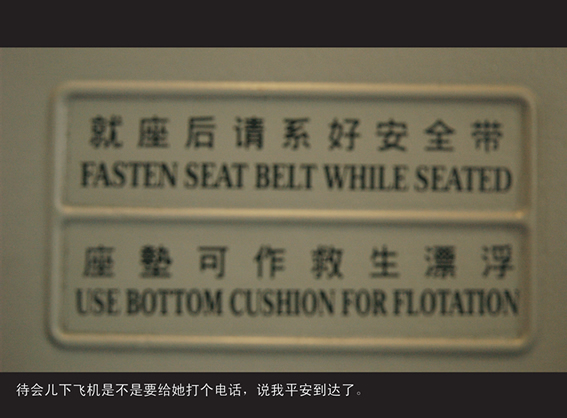 就座后请系好安全带
FASTEN SEAT BELT WHILE SEATED
座墊可作救生漂浮
USE BOTTOM CUSHION FOR FLOTATION
待会儿下飞机是不是要给她打个电话，说我平安到达了。